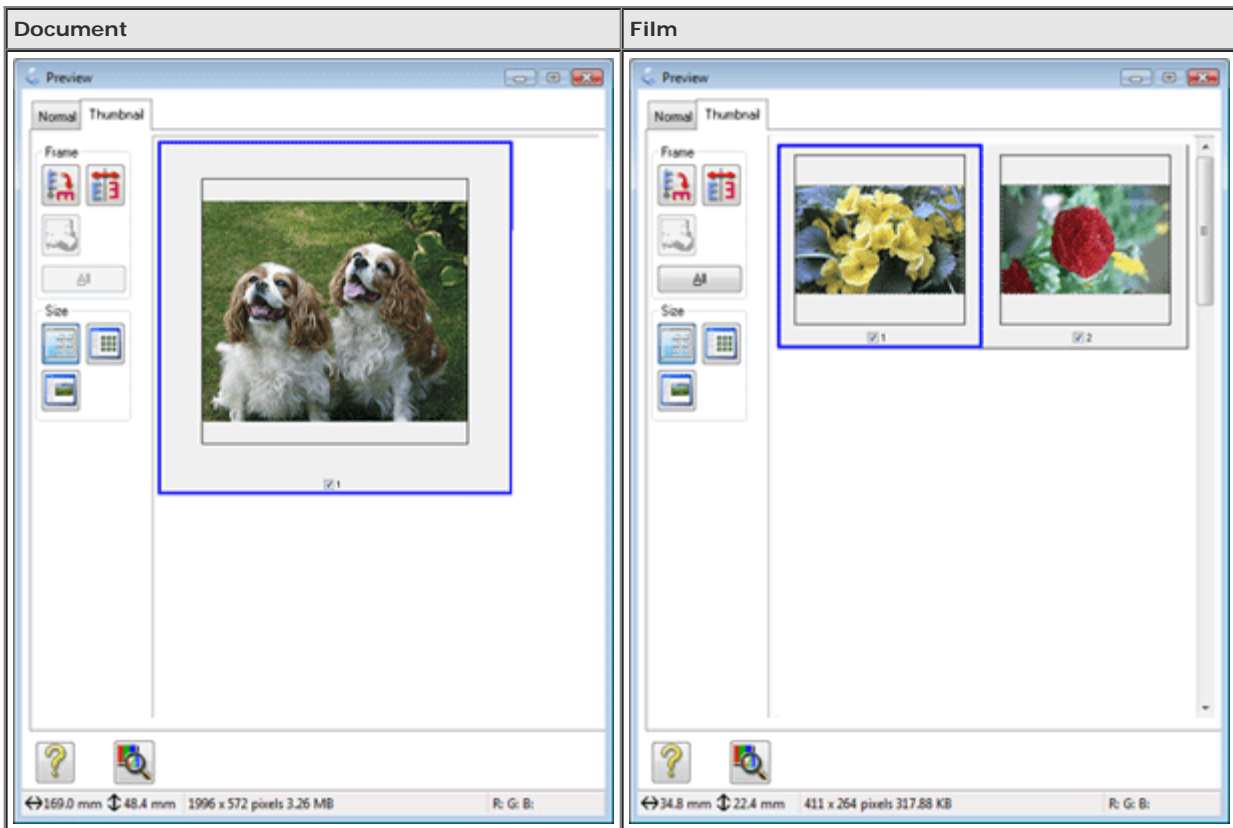 Document
Preview
Normal Thumbnail
Frame
All
Size
1
169.0 mm 48.4 mm 1996 x 572 pixels 3.26 MB R: G: B:
Film
Preview
Normal Thumbnail
Frame
All
Size
1 2
34.8 mm 22.4 mm 411 x 264 pixels 317.88 KB R: G: B: